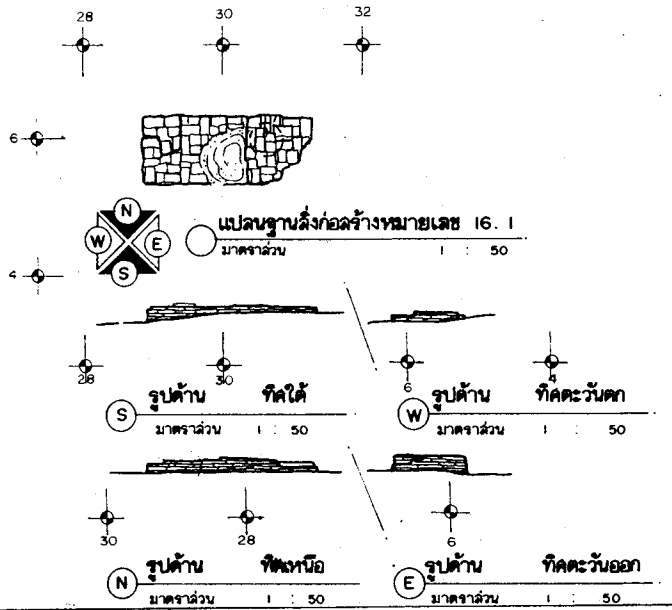 28 30 32
6
N
W E
S
แปลนฐานสิ่งก่อสร้างหมายเลข 16.1
มาตราส่วน 1 : 50
4
28 30 6 4
S รูปด้าน ทิศใต้
มาตราส่วน 1 : 50
W รูปด้าน ทิศตะวันตก
มาตราส่วน 1 : 50
30 28 6
N รูปด้าน ทิศเหนือ
มาตราส่วน 1 : 50
E รูปด้าน ทิศตะวันออก
มาตราส่วน 1 : 50